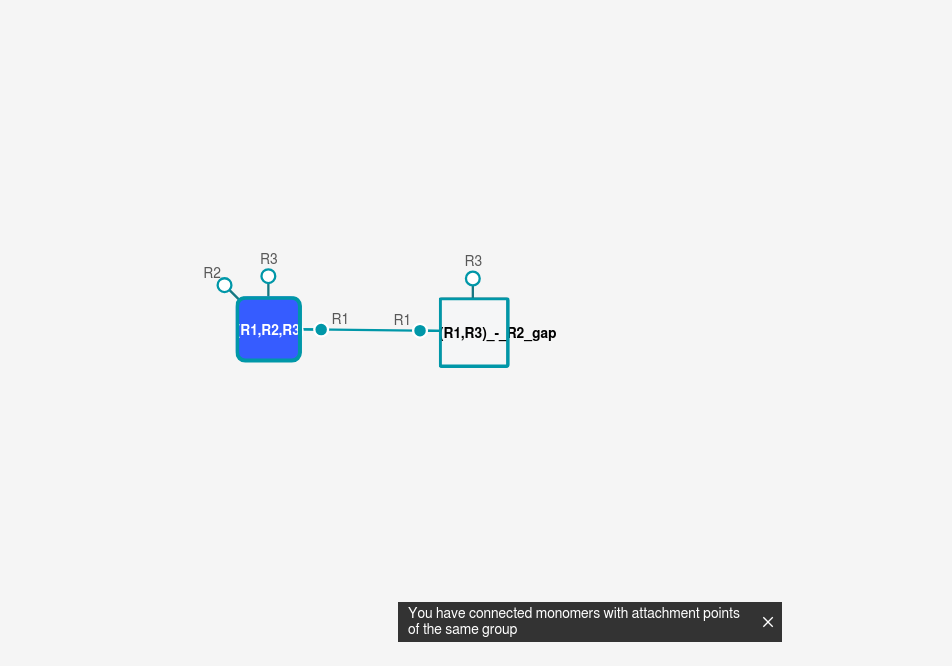 R3
R3
R2
R1
R1
R1,R2,R3
(R1,R3)_-_R2_gap
You have connected monomers with attachment points
of the same group